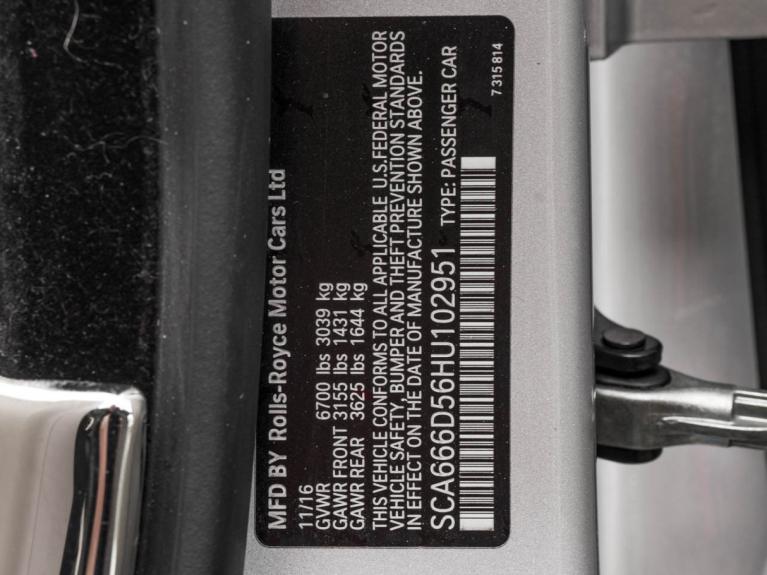 MFD BY Rolls-Royce Motor Cars Ltd
11/16
GVWR 6700 lbs 3039 kg
GAWR FRONT 3155 lbs 1431 kg
GAWR REAR 3625 lbs 1644 kg
THIS VEHICLE CONFORMS TO ALL APPLICABLE U.S.FEDERAL MOTOR
VEHICLE SAFETY, BUMPER AND THEFT PREVENTION STANDARDS
IN EFFECT ON THE DATE OF MANUFACTURE SHOWN ABOVE.
SCA666D56HU102951 TYPE: PASSENGER CAR
7 315 814